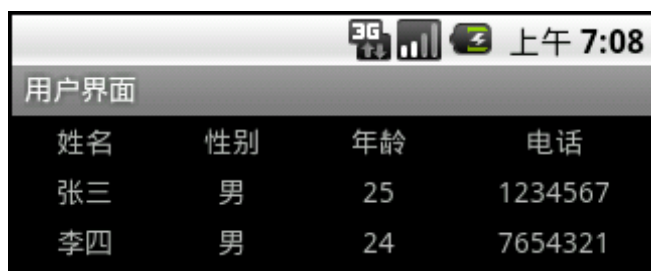 3G 上午 7:08
用户界面
姓名 性别 年龄 电话
张三 男 25 1234567
李四 男 24 7654321